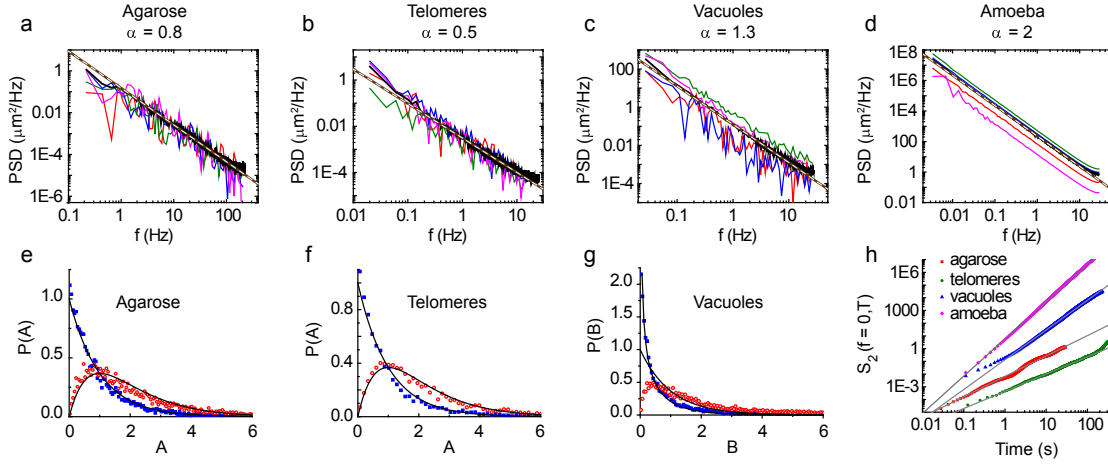 Agarose
Telomeres
Vacuoles
Amoeba
a
α = 0.8
b
α = 0.5
c
α = 1.3
d
α = 2
PSD (μm²/Hz)
1
0.01
1E-4
1E-6
0.1
1
10
100
f (Hz)
PSD (μm²/Hz)
1
0.01
1E-4
0.01
0.1
1
10
f (Hz)
PSD (μm²/Hz)
100
1
0.01
1E-4
0.1
1
10
f (Hz)
PSD (μm²/Hz)
1E8
1E6
1E4
100
1
0.01
0.1
1
10
f (Hz)
e
Agarose
P(A)
1.0
0.5
0.0
0
2
4
6
A
f
Telomeres
P(A)
0.8
0.4
0.0
0
2
4
6
A
g
Vacuoles
P(B)
2.0
1.5
1.0
0.5
0.0
0
2
4
6
B
h
agarose
telomeres
vacuoles
amoeba
S₂ (f = 0,T)
1E6
1000
1
1E-3
0.01
0.1
1
10
100
Time (s)